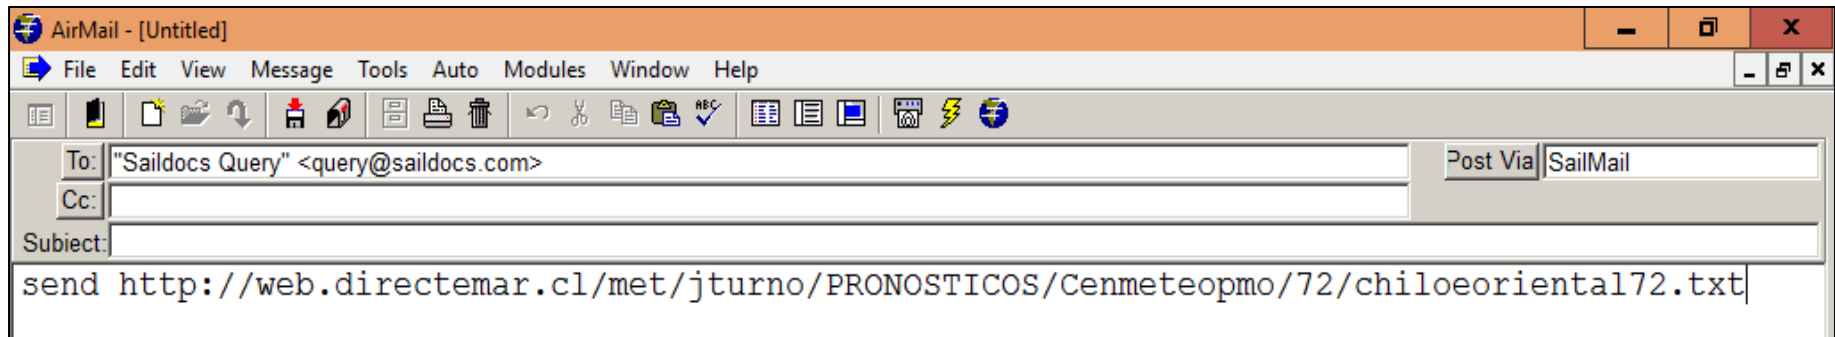 AirMail - [Untitled]
File Edit View Message Tools Auto Modules Window Help
ABC
To: "Saildocs Query" <query@saildocs.com> Post Via SailMail
Cc:
Subject:
send http://web.directemar.cl/met/jturno/PRONOSTICOS/Cenmeteopmo/72/chiloeoriental72.txt